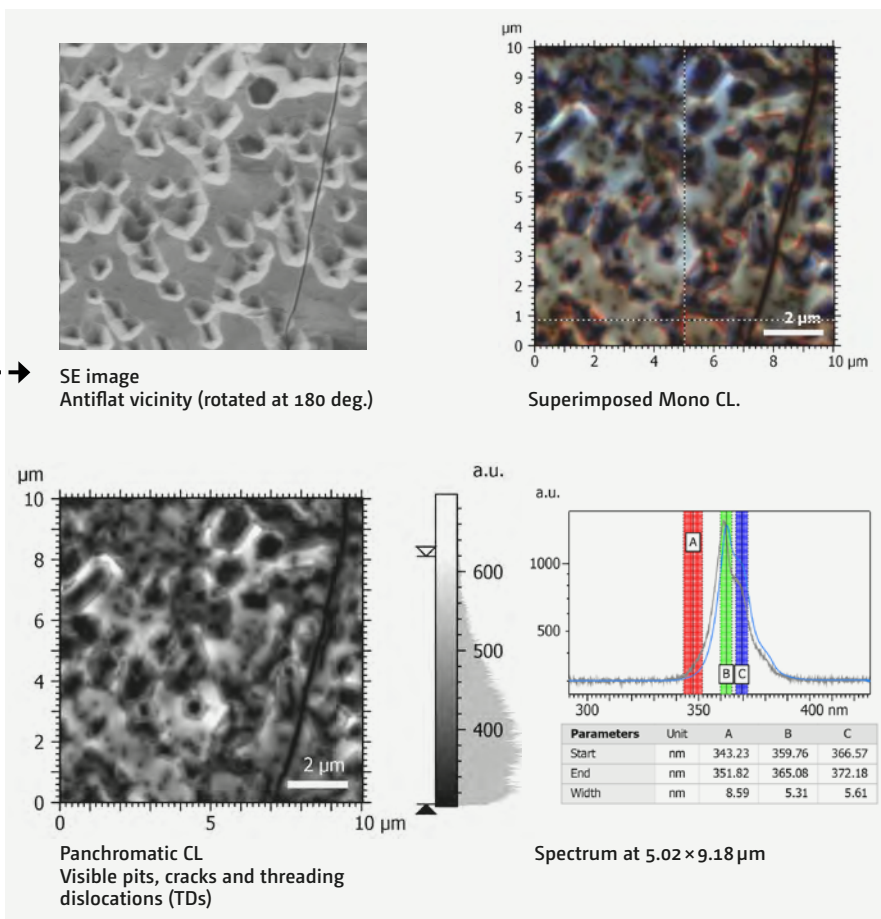 µm
10
9
8
7
6
5
4
3
2
1
0
0 2 4 6 8 10 µm
2 µm
SE image
Antiflat vicinity (rotated at 180 deg.)
Superimposed Mono CL.
µm
10
8
6
4
2
0
0 5 10 µm
2 µm
a.u.
600
500
400
Panchromatic CL
Visible pits, cracks and threading
dislocations (TDs)
a.u.
1000
500
A
B C
300 350 400 nm
Parameters Unit A B C
Start nm 343.23 359.76 366.57
End nm 351.82 365.08 372.18
Width nm 8.59 5.31 5.61
Spectrum at 5.02 × 9.18 µm